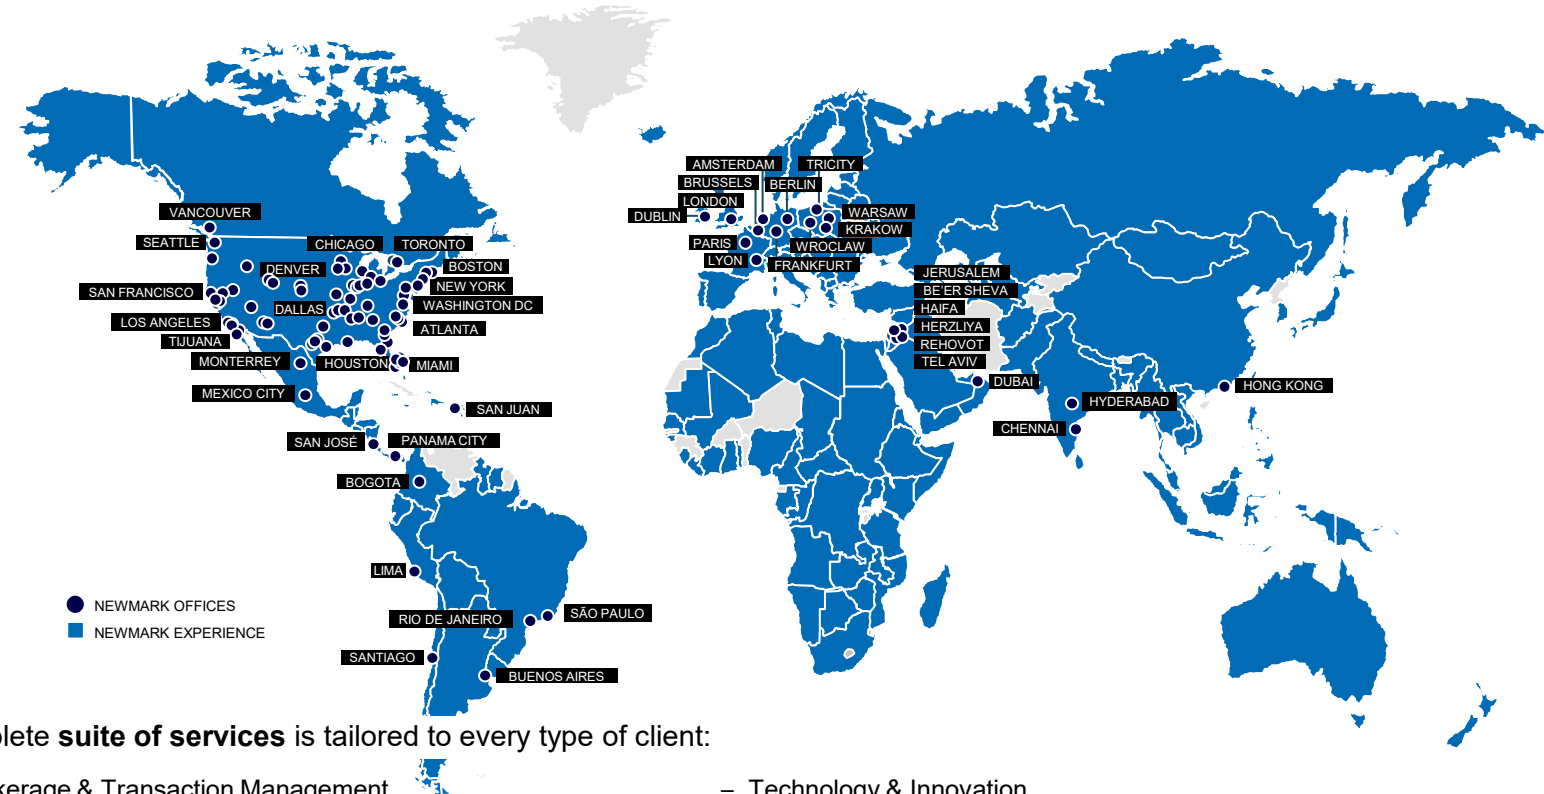 AMSTERDAM
TRICITY
BRUSSELS
BERLIN
LONDON
DUBLIN
WARSAW
KRAKOW
PARIS
WROCLAW
LYON
FRANKFURT
VANCOUVER
SEATTLE
CHICAGO
TORONTO
DENVER
BOSTON
SAN FRANCISCO
NEW YORK
DALLAS
WASHINGTON DC
LOS ANGELES
ATLANTA
TIJUANA
MONTERREY
HOUSTON
MIAMI
MEXICO CITY
SAN JUAN
SAN JOSÉ
PANAMA CITY
BOGOTA
JERUSALEM
BE'ER SHEVA
HAIFA
HERZLIYA
REHOVOT
TEL AVIV
DUBAI
HONG KONG
HYDERABAD
CHENNAI
LIMA
RIO DE JANEIRO
SÃO PAULO
SANTIAGO
BUENOS AIRES
NEWMARK OFFICES
NEWMARK EXPERIENCE
plete suite of services is tailored to every type of client:
kerage & Transaction Management
– Technology & Innovation